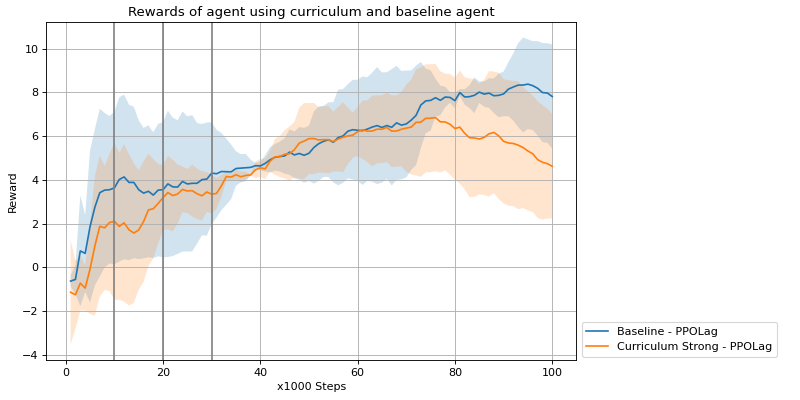 Rewards of agent using curriculum and baseline agent
Reward
10
8
6
4
2
0
−2
−4
0 20 40 60 80 100
x1000 Steps
Baseline - PPOLag
Curriculum Strong - PPOLag